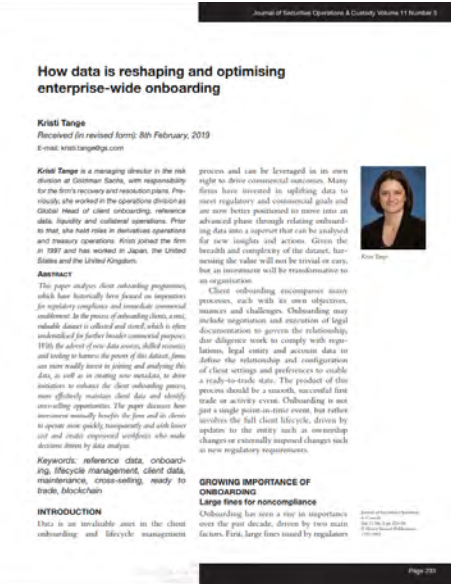 Journal of Securities Operations & Custody Volume 11 Number 3
How data is reshaping and optimising
enterprise-wide onboarding
Kristi Tange
Received (in revised form): 8th February, 2019
E-mail: kristi.tange@gs.com
Kristi Tange is a managing director in the risk
division at Goldman Sachs, with responsibility
for the firm's recovery and resolution plans. Pre-
viously, she worked in the operations division as
Global Head of client onboarding, reference
data, liquidity and collateral operations. Prior
to that, she held roles in derivatives operations
and treasury operations. Kristi joined the firm
in 1997 and has worked in Japan, the United
States and the United Kingdom.
ABSTRACT
This paper analyses client onboarding programmes,
which have historically been focused on imperatives
for regulatory compliance and immediate commercial
enablement. In the process of onboarding clients, a rich,
valuable dataset is collected and stored, which is often
underutilised for further broader commercial purposes.
With the advent of new data sources, skilled resources
and tooling to harness the power of this dataset, firms
can more readily invest in joining and analysing this
data, as well as in creating new metadata, to drive
initiatives to enhance the client onboarding process,
more effectively maintain client data and identify
cross-selling opportunities. The paper discusses how
investment mutually benefits the firm and its clients
to operate more quickly, transparently and with lower
cost and creates empowered workforces who make
decisions driven by data analysis.
Keywords: reference data, onboard-
ing, lifecycle management, client data,
maintenance, cross-selling, ready to
trade, blockchain
INTRODUCTION
Data is an invaluable asset in the client
onboarding and lifecycle management
process and can be leveraged in its own
right to drive commercial outcomes. Many
firms have invested in uplifting data to
meet regulatory and commercial goals and
are now better positioned to move into an
advanced phase through relating onboard-
ing data into a superset that can be analysed
for new insights and actions. Given the
breadth and complexity of the dataset, har-
nessing the value will not be trivial or easy,
but an investment will be transformative to
an organisation.
Client onboarding encompasses many
processes, each with its own objectives,
nuances and challenges. Onboarding may
include negotiation and execution of legal
documentation to govern the relationship,
due diligence work to comply with regu-
lations, legal entity and account data to
define the relationship and configuration
of client settings and preferences to enable
a ready-to-trade state. The product of this
process should be a smooth, successful first
trade or activity event. Onboarding is not
just a single point-in-time event, but rather
involves the full client lifecycle, driven by
updates to the entity such as ownership
changes or externally imposed changes such
as new regulatory requirements.
GROWING IMPORTANCE OF
ONBOARDING
Large fines for noncompliance
Onboarding has seen a rise in importance
over the past decade, driven by two main
factors. First, large fines issued by regulators
Kristi Tange
Page 293